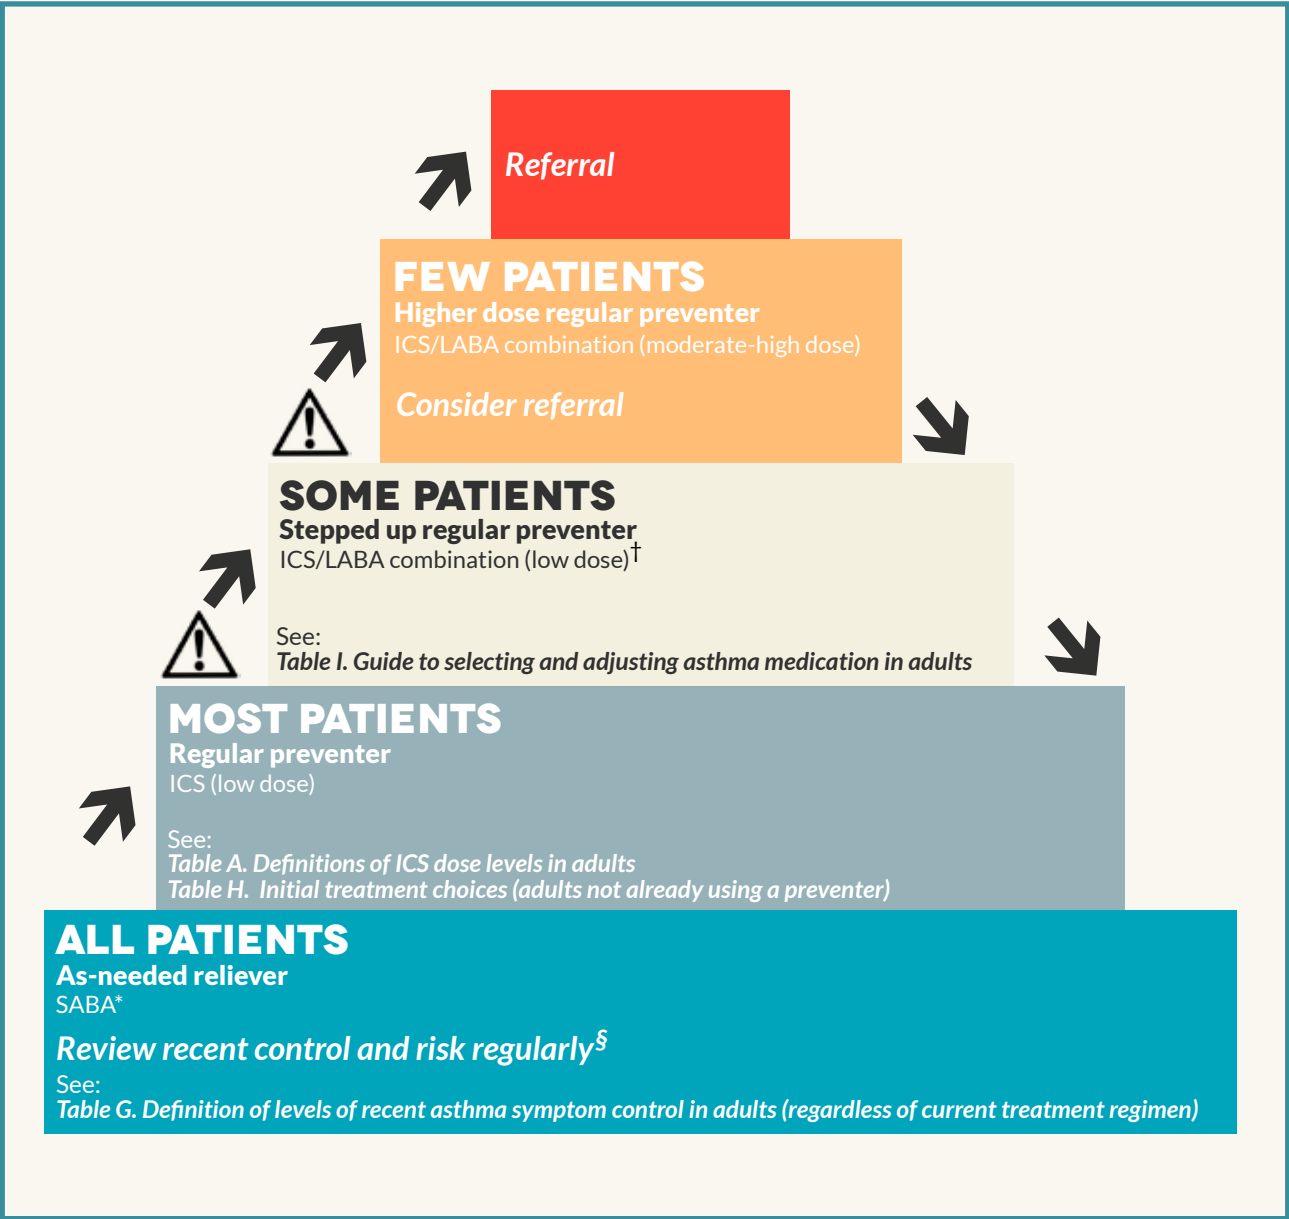 Referral
FEW PATIENTS
Higher dose regular preventer
ICS/LABA combination (moderate-high dose)
Consider referral
SOME PATIENTS
Stepped up regular preventer
ICS/LABA combination (low dose)†
See:
Table I. Guide to selecting and adjusting asthma medication in adults
MOST PATIENTS
Regular preventer
ICS (low dose)
See:
Table A. Definitions of ICS dose levels in adults
Table H.  Initial treatment choices (adults not already using a preventer)
ALL PATIENTS
As-needed reliever
SABA*
Review recent control and risk regularly§
See:
Table G. Definition of levels of recent asthma symptom control in adults (regardless of current treatment regimen)